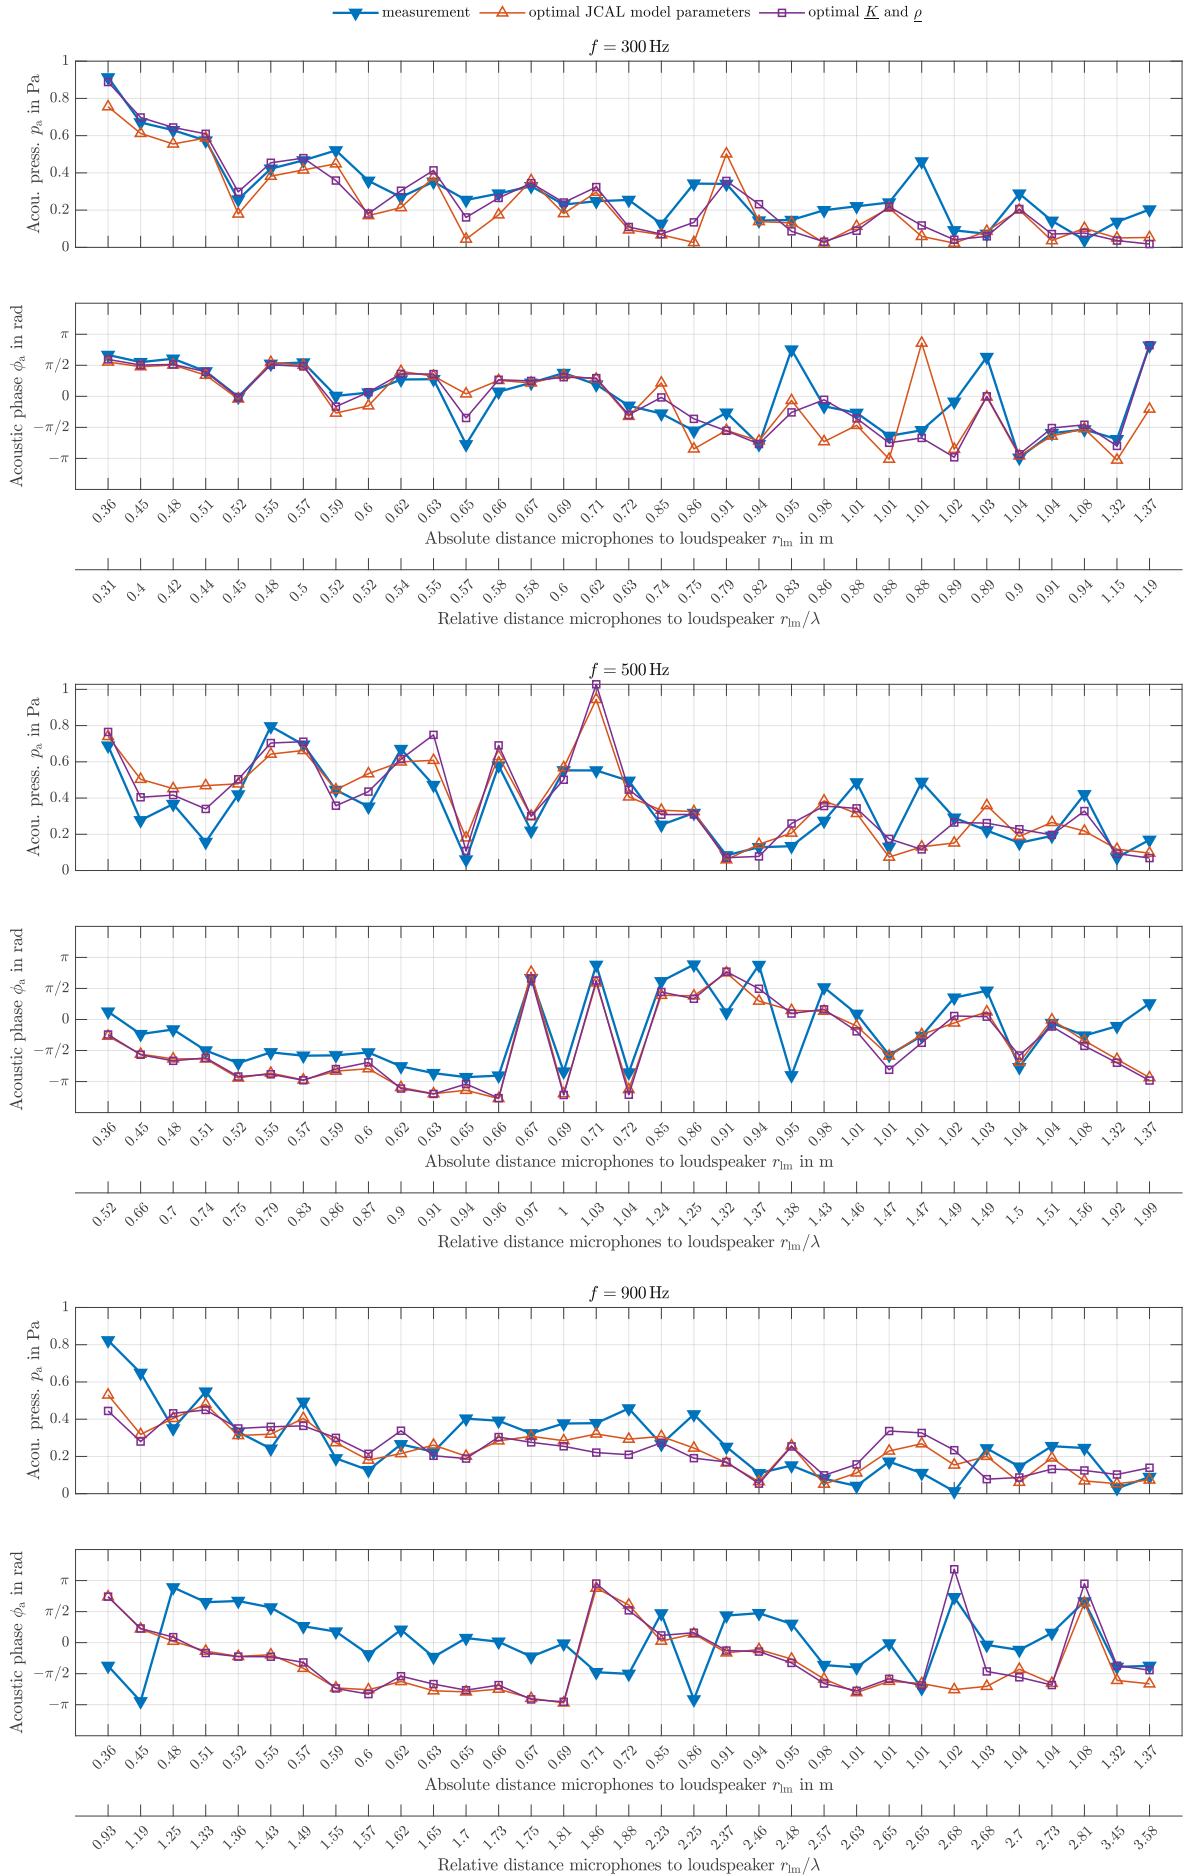 measurement optimal JCAL model parameters optimal K and ρ
f = 300 Hz
Acou. press. pₐ in Pa
1
0.8
0.6
0.4
0.2
0
Acoustic phase ϕₐ in rad
π
π/2
0
−π/2
−π
0.36 0.45 0.48 0.51 0.52 0.55 0.57 0.59 0.6 0.62 0.63 0.65 0.66 0.67 0.69 0.71 0.72 0.85 0.86 0.91 0.94 0.95 0.98 1.01 1.01 1.01 1.02 1.03 1.04 1.04 1.08 1.32 1.37
Absolute distance microphones to loudspeaker rₗₘ in m
0.31 0.4 0.42 0.44 0.45 0.48 0.5 0.52 0.52 0.54 0.55 0.57 0.58 0.58 0.6 0.62 0.63 0.74 0.75 0.79 0.82 0.83 0.86 0.88 0.88 0.88 0.89 0.89 0.9 0.91 0.94 1.15 1.19
Relative distance microphones to loudspeaker rₗₘ/λ
f = 500 Hz
Acou. press. pₐ in Pa
1
0.8
0.6
0.4
0.2
0
Acoustic phase ϕₐ in rad
π
π/2
0
−π/2
−π
0.36 0.45 0.48 0.51 0.52 0.55 0.57 0.59 0.6 0.62 0.63 0.65 0.66 0.67 0.69 0.71 0.72 0.85 0.86 0.91 0.94 0.95 0.98 1.01 1.01 1.01 1.02 1.03 1.04 1.04 1.08 1.32 1.37
Absolute distance microphones to loudspeaker rₗₘ in m
0.52 0.66 0.7 0.74 0.75 0.79 0.83 0.86 0.87 0.9 0.91 0.94 0.96 0.97 1 1.03 1.04 1.24 1.25 1.32 1.37 1.38 1.43 1.46 1.47 1.47 1.49 1.49 1.5 1.51 1.56 1.92 1.99
Relative distance microphones to loudspeaker rₗₘ/λ
f = 900 Hz
Acou. press. pₐ in Pa
1
0.8
0.6
0.4
0.2
0
Acoustic phase ϕₐ in rad
π
π/2
0
−π/2
−π
0.36 0.45 0.48 0.51 0.52 0.55 0.57 0.59 0.6 0.62 0.63 0.65 0.66 0.67 0.69 0.71 0.72 0.85 0.86 0.91 0.94 0.95 0.98 1.01 1.01 1.01 1.02 1.03 1.04 1.04 1.08 1.32 1.37
Absolute distance microphones to loudspeaker rₗₘ in m
0.93 1.19 1.25 1.33 1.36 1.43 1.49 1.55 1.57 1.62 1.65 1.7 1.73 1.75 1.81 1.86 1.88 2.23 2.25 2.37 2.46 2.48 2.57 2.63 2.65 2.65 2.68 2.68 2.7 2.73 2.81 3.45 3.58
Relative distance microphones to loudspeaker rₗₘ/λ